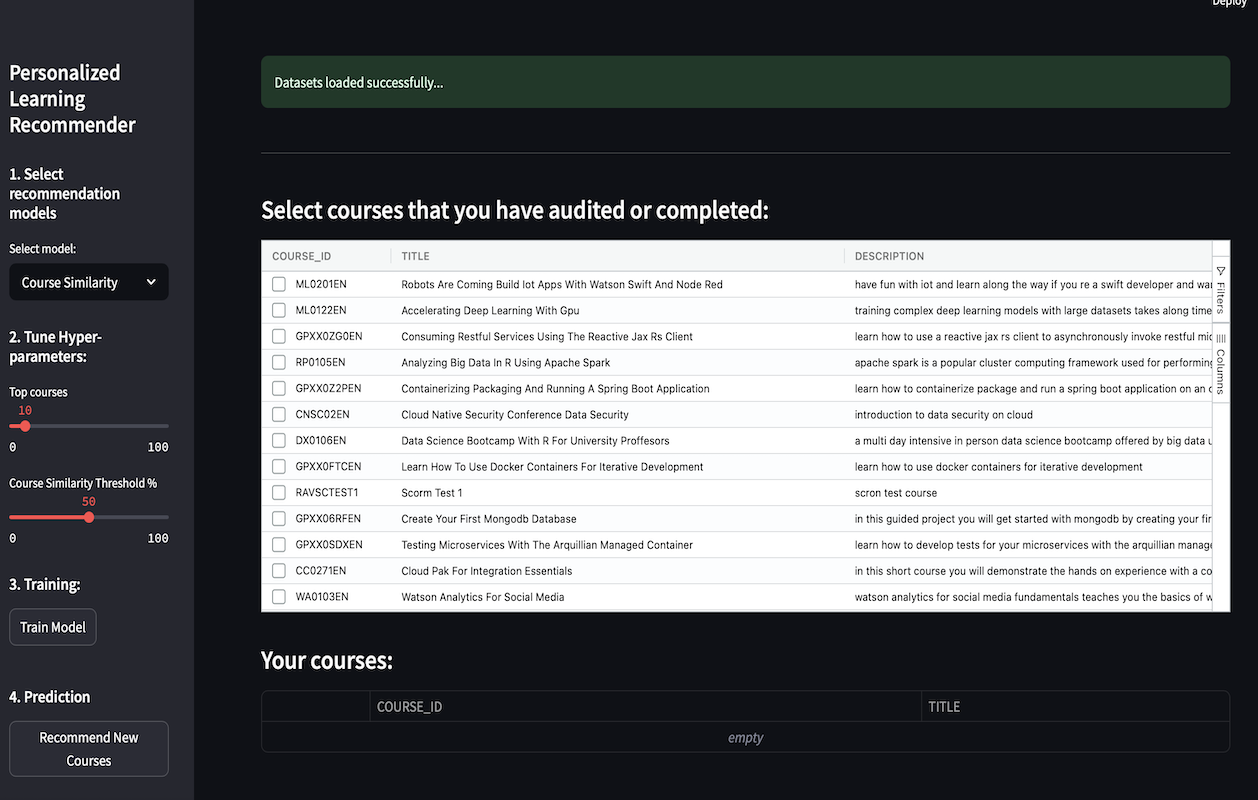 Deploy
Personalized
Learning
Recommender
1. Select
recommendation
models
Select model:
Course Similarity
2. Tune Hyper-
parameters:
Top courses
10
0 100
Course Similarity Threshold %
50
0 100
3. Training:
Train Model
4. Prediction
Recommend New
Courses
Datasets loaded successfully...
Select courses that you have audited or completed:
COURSE_ID TITLE DESCRIPTION
ML0201EN Robots Are Coming Build Iot Apps With Watson Swift And Node Red have fun with iot and learn along the way if you re a swift developer and
ML0122EN Accelerating Deep Learning With Gpu training complex deep learning models with large datasets takes along time
GPXX0ZG0EN Consuming Restful Services Using The Reactive Jax Rs Client learn how to use a reactive jax rs client to asynchronously invoke restful
RP0105EN Analyzing Big Data In R Using Apache Spark apache spark is a popular cluster computing framework used for performing
GPXX0Z2PEN Containerizing Packaging And Running A Spring Boot Application learn how to containerize package and run a spring boot application on an
CNSC02EN Cloud Native Security Conference Data Security introduction to data security on cloud
DX0106EN Data Science Bootcamp With R For University Proffesors a multi day intensive in person data science bootcamp offered by big data
GPXX0FTCEN Learn How To Use Docker Containers For Iterative Development learn how to use docker containers for iterative development
RAVSCTEST1 Scorm Test 1 scron test course
GPXX06RFEN Create Your First Mongodb Database in this guided project you will get started with mongodb by creating your
GPXX0SDXEN Testing Microservices With The Arquillian Managed Container learn how to develop tests for your microservices with the arquillian
CC0271EN Cloud Pak For Integration Essentials in this short course you will demonstrate the hands on experience with a
WA0103EN Watson Analytics For Social Media watson analytics for social media fundamentals teaches you the basics of
Filters
Columns
Your courses:
COURSE_ID TITLE
empty